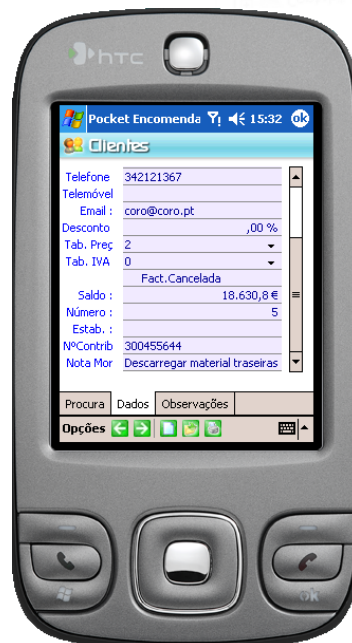 hTC
Pocket Encomenda 15:32 ok
Clientes
Telefone 342121367
Telemóvel
Email : coro@coro.pt
Desconto ,00 %
Tab. Preç 2
Tab. IVA 0
Fact.Cancelada
Saldo : 18.630,8 €
Número : 5
Estab. :
NºContrib 300455644
Nota Mor Descarregar material traseiras
Procura Dados Observações
Opções
ok